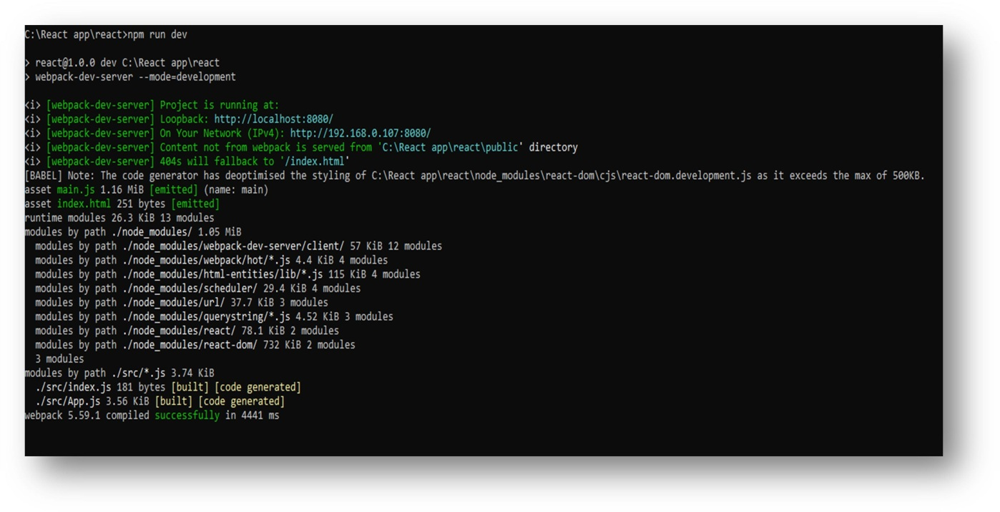 C:\React app\react>npm run dev
> react@1.0.0 dev C:\React app\react
> webpack-dev-server --mode=development
<i> [webpack-dev-server] Project is running at:
<i> [webpack-dev-server] Loopback: http://localhost:8080/
<i> [webpack-dev-server] On Your Network (IPv4): http://192.168.0.107:8080/
<i> [webpack-dev-server] Content not from webpack is served from 'C:\React app\react\public' directory
<i> [webpack-dev-server] 404s will fallback to '/index.html'
[BABEL] Note: The code generator has deoptimised the styling of C:\React app\react\node_modules\react-dom\cjs\react-dom.development.js as it exceeds the max of 500KB.
asset main.js 1.16 MiB [emitted] (name: main)
asset index.html 251 bytes [emitted]
runtime modules 26.3 KiB 13 modules
modules by path ./node_modules/ 1.05 MiB
  modules by path ./node_modules/webpack-dev-server/client/ 57 KiB 12 modules
  modules by path ./node_modules/webpack/hot/*.js 4.4 KiB 4 modules
  modules by path ./node_modules/html-entities/lib/*.js 115 KiB 4 modules
  modules by path ./node_modules/scheduler/ 29.4 KiB 4 modules
  modules by path ./node_modules/url/ 37.7 KiB 3 modules
  modules by path ./node_modules/querystring/*.js 4.52 KiB 3 modules
  modules by path ./node_modules/react/ 78.1 KiB 2 modules
  modules by path ./node_modules/react-dom/ 732 KiB 2 modules
  3 modules
modules by path ./src/*.js 3.74 KiB
  ./src/index.js 181 bytes [built] [code generated]
  ./src/App.js 3.56 KiB [built] [code generated]
webpack 5.59.1 compiled successfully in 4441 ms